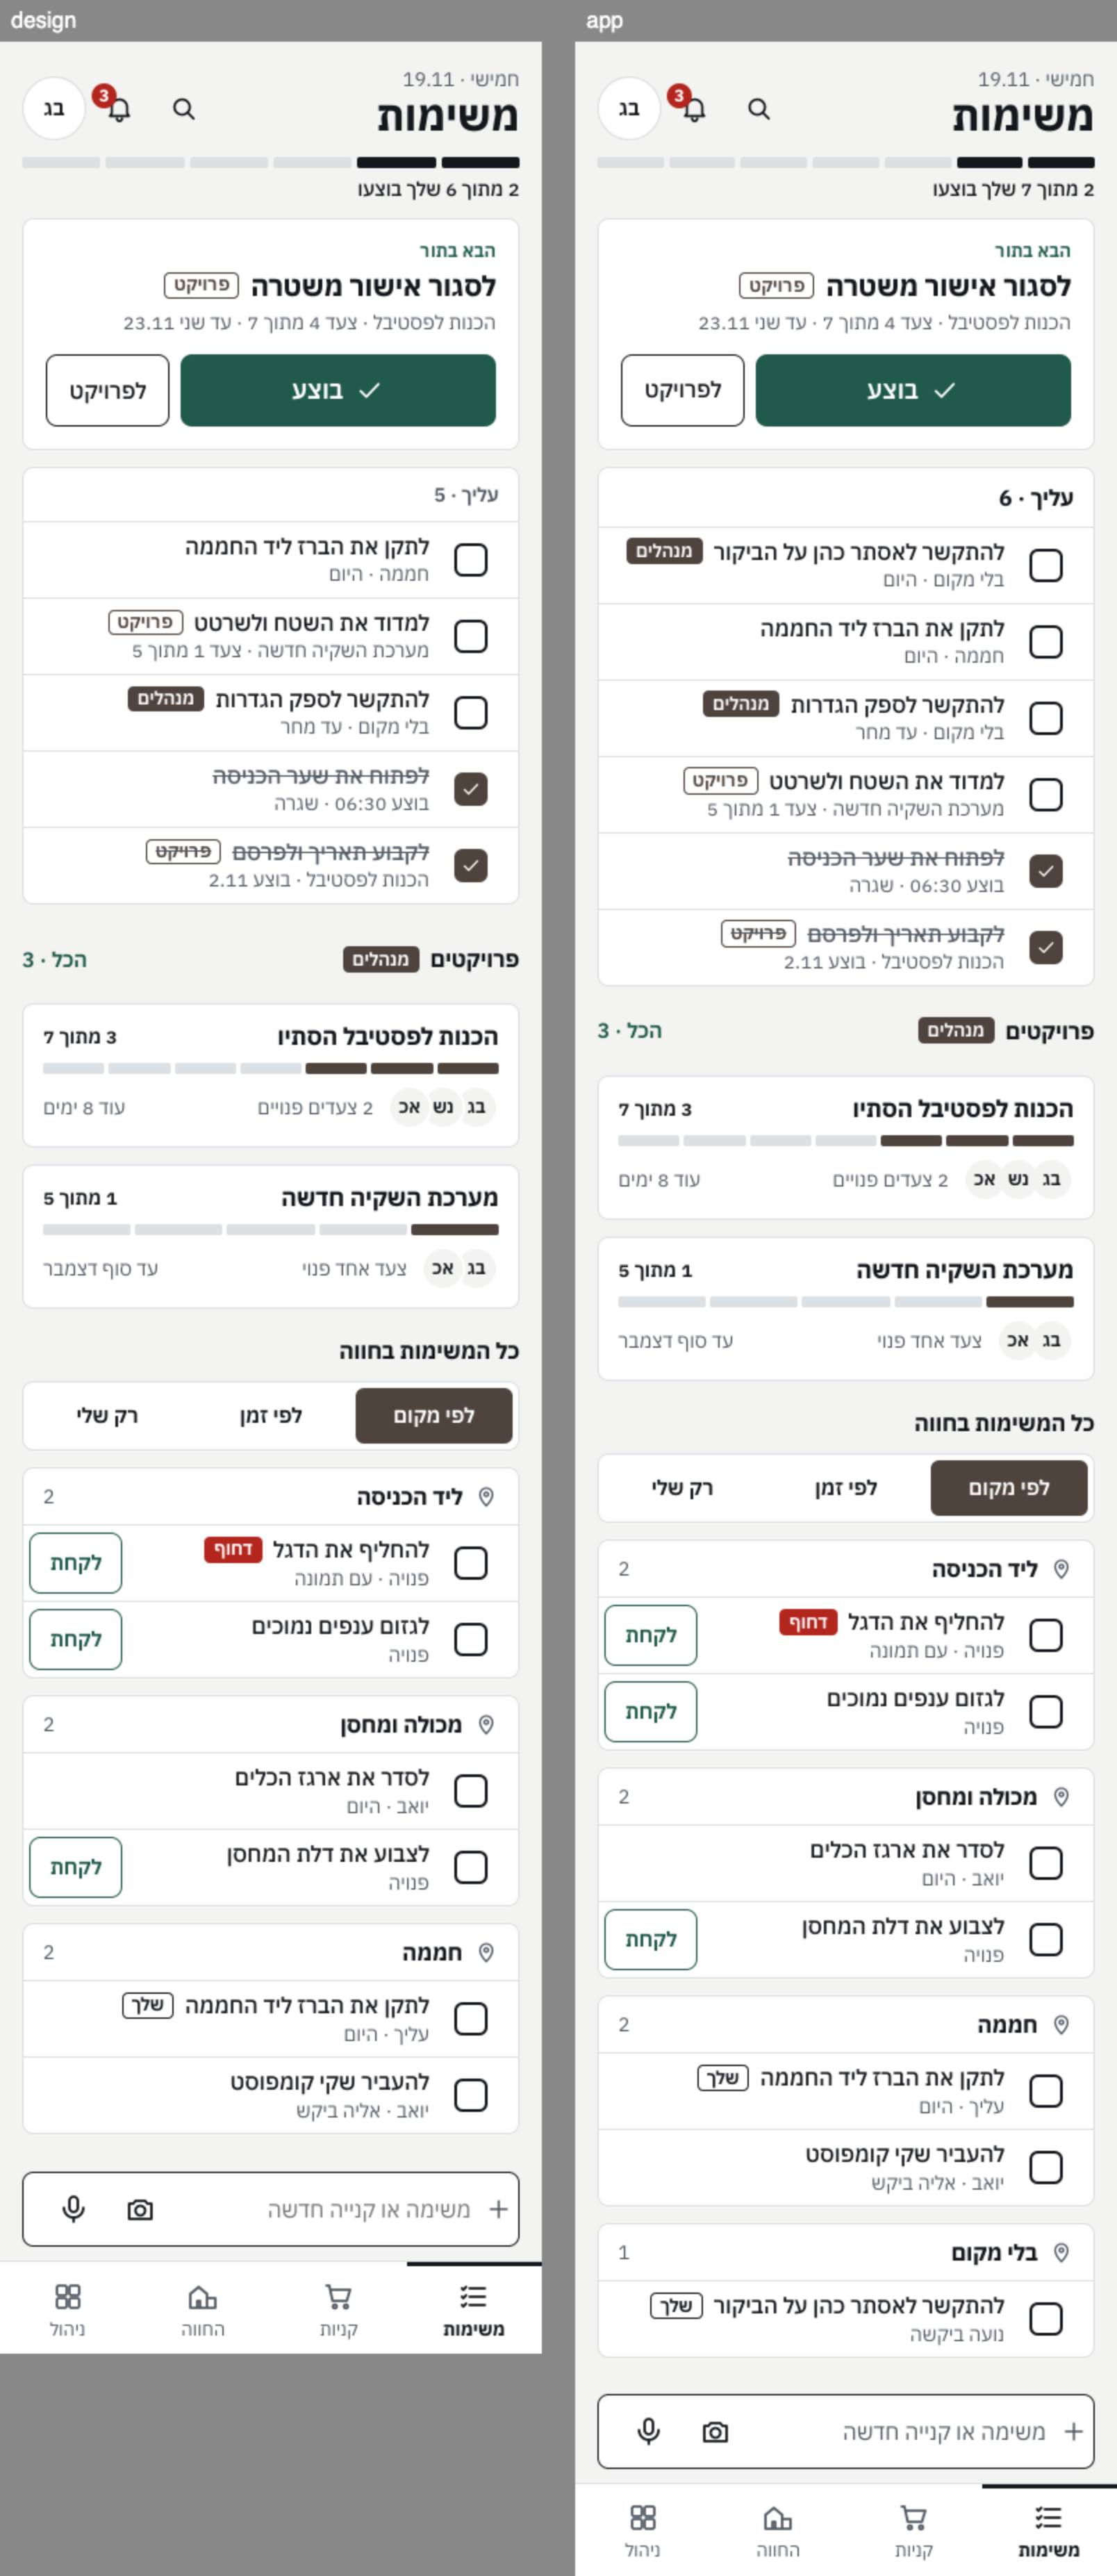 design
חמישי · 19.11
משימות
3
בג
2 מתוך 6 שלך בוצעו
הבא בתור
לסגור אישור משטרה פרויקט
הכנות לפסטיבל · צעד 4 מתוך 7 · עד שני 23.11
בוצע
לפרויקט
עליך · 5
לתקן את הברז ליד החממה
חממה · היום
למדוד את השטח ולשרטט פרויקט
מערכת השקיה חדשה · צעד 1 מתוך 5
להתקשר לספק הגדרות מנהלים
בלי מקום · עד מחר
לפתוח את שער הכניסה
בוצע 06:30 · שגרה
לקבוע תאריך ולפרסם פרויקט
הכנות לפסטיבל · בוצע 2.11
פרויקטים מנהלים
הכל · 3
הכנות לפסטיבל הסתיו
3 מתוך 7
בג נש אכ 2 צעדים פנויים
עוד 8 ימים
מערכת השקיה חדשה
1 מתוך 5
בג אכ צעד אחד פנוי
עד סוף דצמבר
כל המשימות בחווה
לפי מקום
לפי זמן
רק שלי
ליד הכניסה
2
להחליף את הדגל דחוף
פנויה · עם תמונה
לקחת
לגזום ענפים נמוכים
פנויה
לקחת
מכולה ומחסן
2
לסדר את ארגז הכלים
יואב · היום
לצבוע את דלת המחסן
פנויה
לקחת
חממה
2
לתקן את הברז ליד החממה שלך
עליך · היום
להעביר שקי קומפוסט
יואב · אליה ביקש
משימה או קנייה חדשה
משימות
קניות
החווה
ניהול
app
חמישי · 19.11
משימות
3
בג
2 מתוך 7 שלך בוצעו
הבא בתור
לסגור אישור משטרה פרויקט
הכנות לפסטיבל · צעד 4 מתוך 7 · עד שני 23.11
בוצע
לפרויקט
עליך · 6
להתקשר לאסתר כהן על הביקור מנהלים
בלי מקום · היום
לתקן את הברז ליד החממה
חממה · היום
להתקשר לספק הגדרות מנהלים
בלי מקום · עד מחר
למדוד את השטח ולשרטט פרויקט
מערכת השקיה חדשה · צעד 1 מתוך 5
לפתוח את שער הכניסה
בוצע 06:30 · שגרה
לקבוע תאריך ולפרסם פרויקט
הכנות לפסטיבל · בוצע 2.11
פרויקטים מנהלים
הכל · 3
הכנות לפסטיבל הסתיו
3 מתוך 7
בג נש אכ 2 צעדים פנויים
עוד 8 ימים
מערכת השקיה חדשה
1 מתוך 5
בג אכ צעד אחד פנוי
עד סוף דצמבר
כל המשימות בחווה
לפי מקום
לפי זמן
רק שלי
ליד הכניסה
2
להחליף את הדגל דחוף
פנויה · עם תמונה
לקחת
לגזום ענפים נמוכים
פנויה
לקחת
מכולה ומחסן
2
לסדר את ארגז הכלים
יואב · היום
לצבוע את דלת המחסן
פנויה
לקחת
חממה
2
לתקן את הברז ליד החממה שלך
עליך · היום
להעביר שקי קומפוסט
יואב · אליה ביקש
בלי מקום
1
להתקשר לאסתר כהן על הביקור שלך
נועה ביקשה
משימה או קנייה חדשה
משימות
קניות
החווה
ניהול